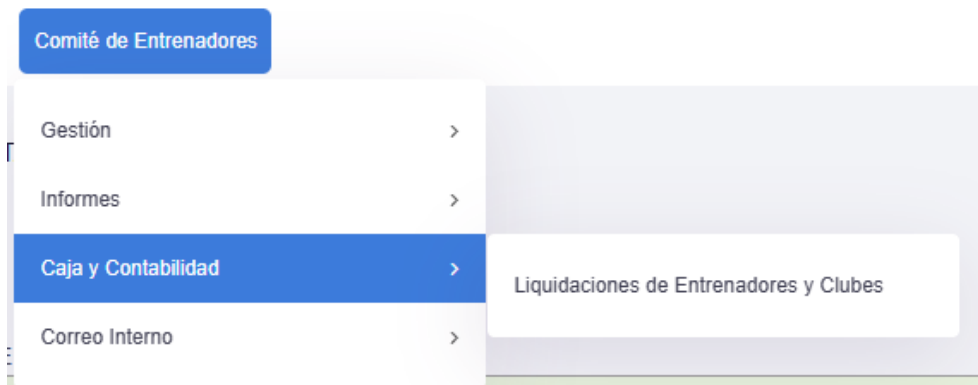 Comité de Entrenadores
Gestión
Informes
Caja y Contabilidad
Liquidaciones de Entrenadores y Clubes
Correo Interno